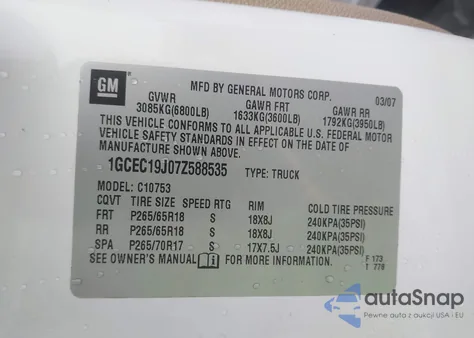 GM
MFD BY GENERAL MOTORS CORP. 03/07
GVWR GAWR FRT GAWR RR
3085KG(6800LB) 1633KG(3600LB) 1792KG(3950LB)
THIS VEHICLE CONFORMS TO ALL APPLICABLE U.S. FEDERAL MOTOR
VEHICLE SAFETY STANDARDS IN EFFECT ON THE DATE OF
MANUFACTURE SHOWN ABOVE.
1GCEC19J07Z588535 TYPE: TRUCK
MODEL: C10753
CQVT TIRE SIZE SPEED RTG RIM COLD TIRE PRESSURE
FRT P265/65R18 S 18X8J 240KPA(35PSI)
RR P265/65R18 S 18X8J 240KPA(35PSI)
SPA P265/70R17 S 17X7.5J 240KPA(35PSI)
SEE OWNER'S MANUAL i FOR MORE INFORMATION. F 173
T 778
autoSnap
Pewne auta z aukcji USA i EU